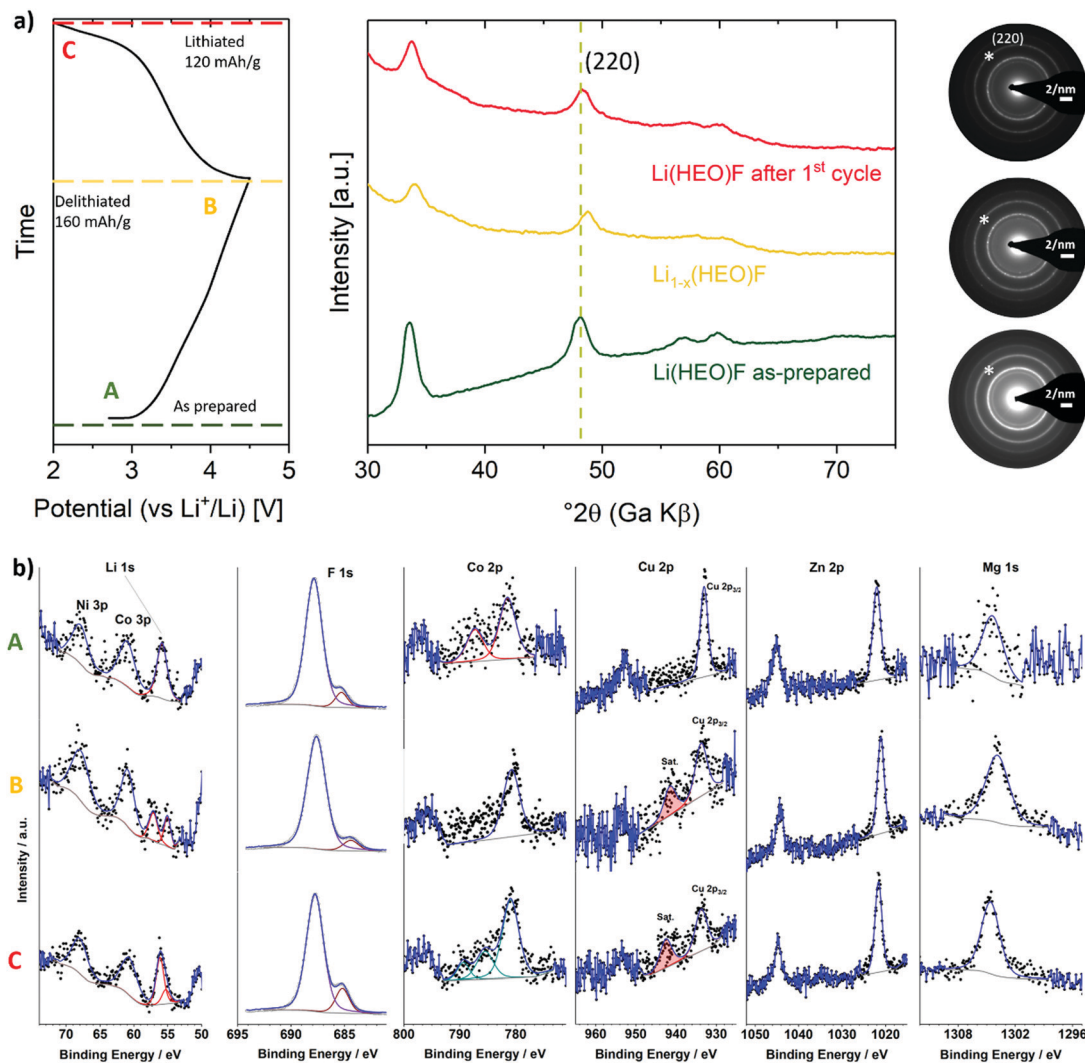 a)
C
Lithiated
120 mAh/g
Delithiated
160 mAh/g
B
A
As prepared
Time
2 3 4 5
Potential (vs Li⁺/Li) [V]
Intensity [a.u.]
(220)
Li(HEO)F after 1ˢᵗ cycle
Li₁₋ₓ(HEO)F
Li(HEO)F as-prepared
30 40 50 60 70
°2θ (Ga Kβ)
(220)
*
2/nm
*
2/nm
*
2/nm
b)
Li 1s
F 1s
Co 2p
Cu 2p
Zn 2p
Mg 1s
A
Ni 3p
Co 3p
Cu 2p₃/₂
B
Sat.
Cu 2p₃/₂
C
Sat.
Cu 2p₃/₂
Intensity / a.u.
70 65 60 55 50
695 690 685
800 790 780
960 950 940 930
1050 1040 1030 1020
1308 1302 1296
Binding Energy / eV
Binding Energy / eV
Binding Energy / eV
Binding Energy / eV
Binding Energy / eV
Binding Energy / eV